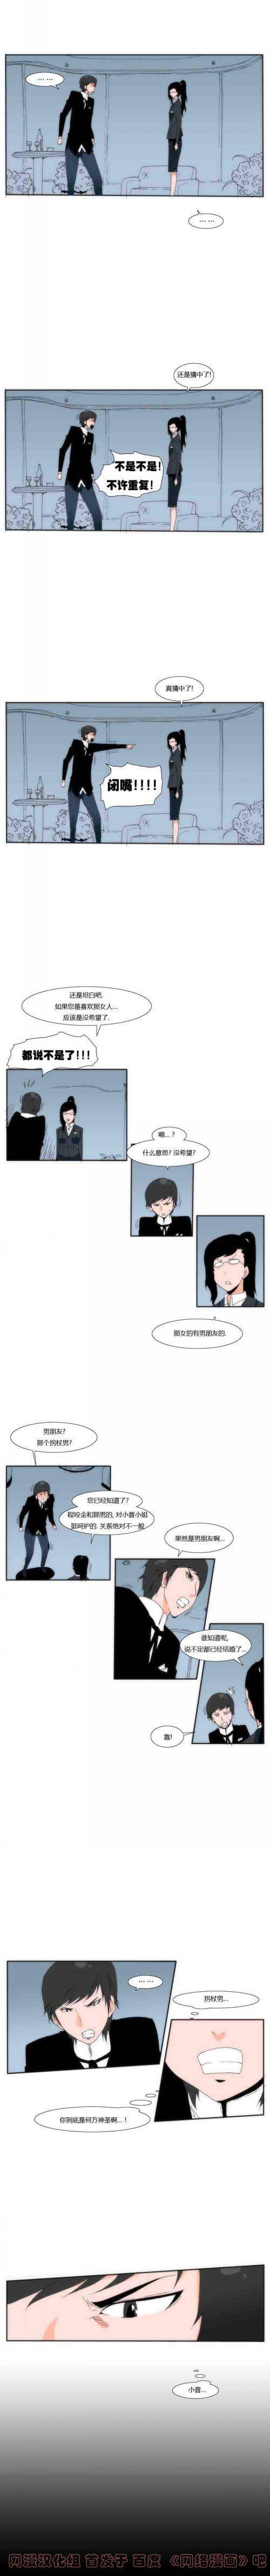 ……
……
还是猜中了!
不是不是!
不许重复!
真猜中了!
闭嘴!!!!
还是坦白吧.
如果您是喜欢那女人...
应该是没希望了.
都说不是了!!!
嗯...?
什么意思? 没希望?
那女的有男朋友的.
男朋友?
那个拐杖男?
您已经知道了?
程咬金和那男的, 对小音小姐
挺呵护的. 关系绝对不一般
果然是男朋友啊...
谁知道呢,
说不定都已经结婚了...
靠!
……
拐杖男...
你到底是何方神圣啊...!
小音...
网漫汉化组 首发于 百度 《网络漫画》吧